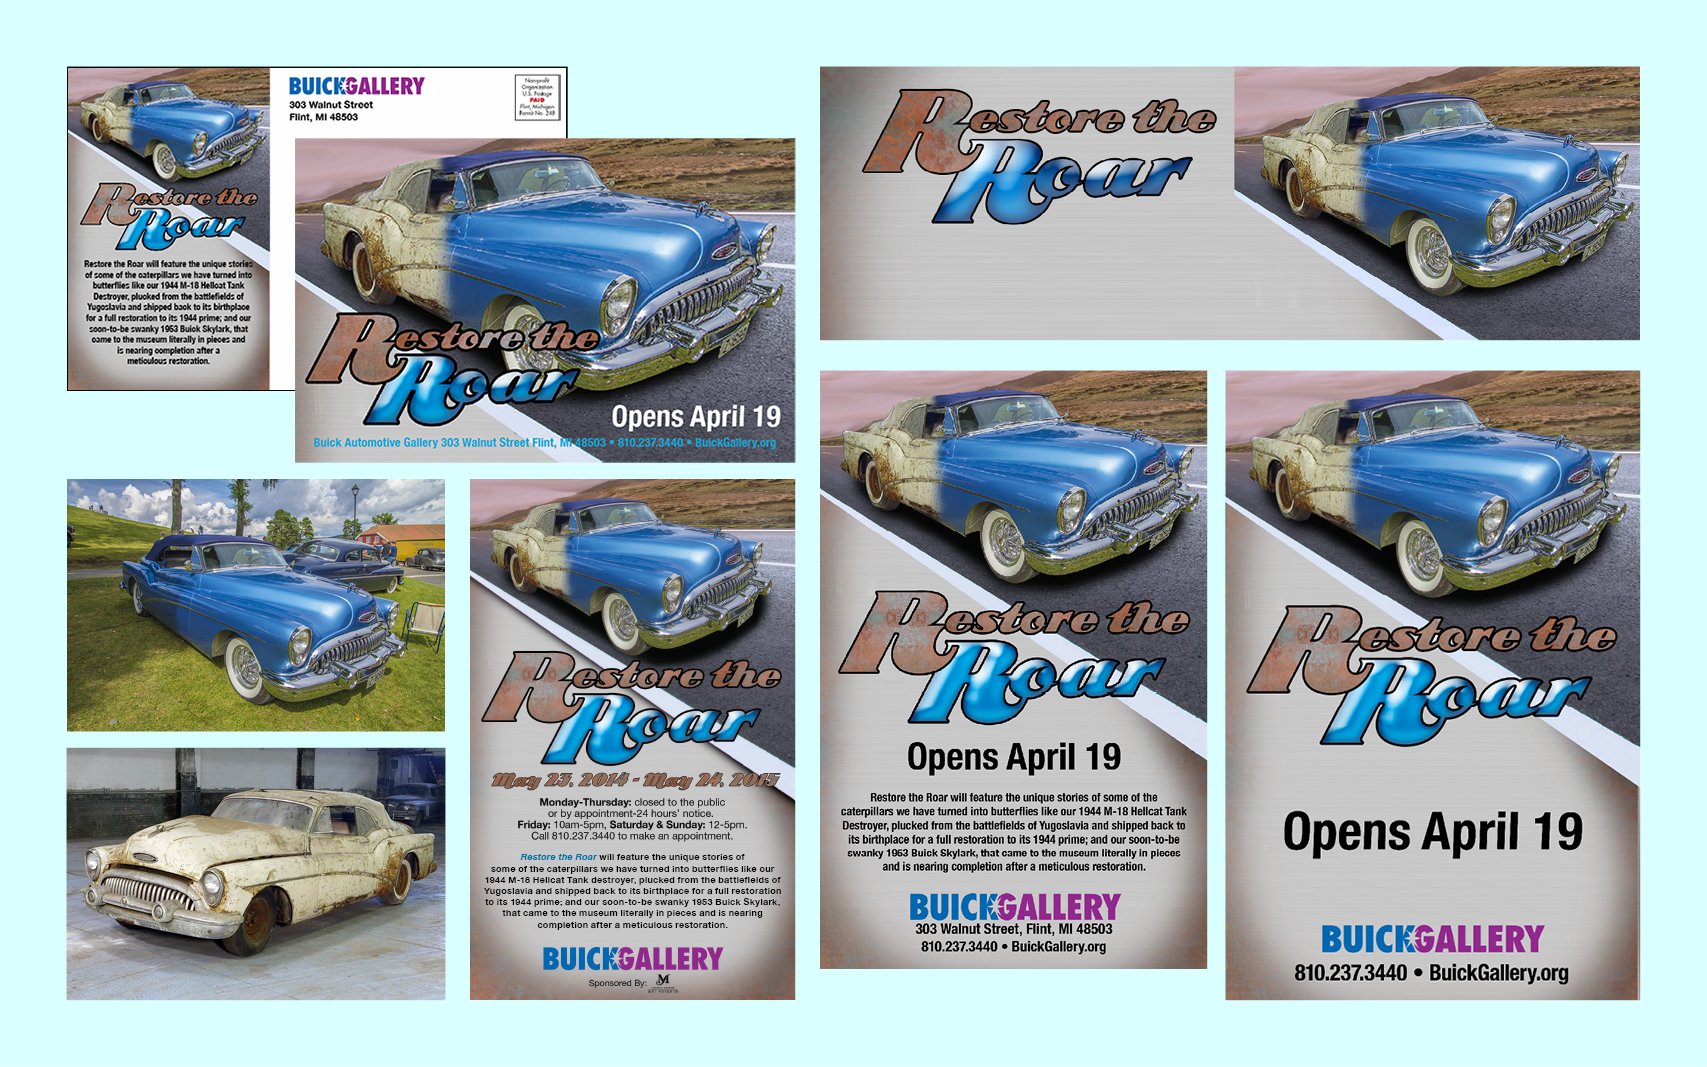 BUICKGALLERY
303 Walnut Street
Flint, MI 48503
Nonprofit
Organization
U.S. Postage
PAID
Flint, Michigan
Permit No. 248
Restore the
Roar
Restore the Roar will feature the unique stories
of some of the caterpillars we have turned into
butterflies like our 1944 M-18 Hellcat Tank
Destroyer, plucked from the battlefields of
Yugoslavia and shipped back to its birthplace
for a full restoration to its 1944 prime; and our
soon-to-be swanky 1953 Buick Skylark, that
came to the museum literally in pieces and
is nearing completion after a
meticulous restoration.
Restore the
Roar
Opens April 19
Buick Automotive Gallery 303 Walnut Street Flint, MI 48503 • 810.237.3440 • BuickGallery.org
Restore the
Roar
May 23, 2014 - May 24, 2015
Monday-Thursday: closed to the public
or by appointment-24 hours' notice.
Friday: 10am-5pm, Saturday & Sunday: 12-5pm.
Call 810.237.3440 to make an appointment.
Restore the Roar will feature the unique stories of
some of the caterpillars we have turned into butterflies like our
1944 M-18 Hellcat Tank destroyer, plucked from the battlefields of
Yugoslavia and shipped back to its birthplace for a full restoration
to its 1944 prime; and our soon-to-be swanky 1953 Buick Skylark,
that came to the museum literally in pieces and is nearing
completion after a meticulous restoration.
BUICKGALLERY
Sponsored By:
Restore the
Roar
Restore the
Roar
Opens April 19
Restore the Roar will feature the unique stories of some of the
caterpillars we have turned into butterflies like our 1944 M-18 Hellcat Tank
Destroyer, plucked from the battlefields of Yugoslavia and shipped back to
its birthplace for a full restoration to its 1944 prime; and our soon-to-be
swanky 1953 Buick Skylark, that came to the museum literally in pieces
and is nearing completion after a meticulous restoration.
BUICKGALLERY
303 Walnut Street, Flint, MI 48503
810.237.3440 • BuickGallery.org
Restore the
Roar
Opens April 19
BUICKGALLERY
810.237.3440 • BuickGallery.org